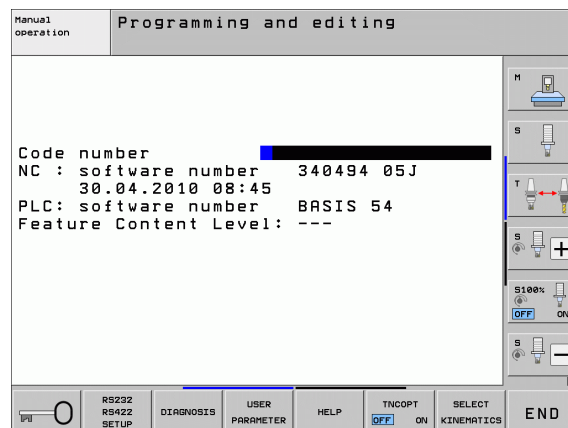 Manual
operation
Programming and editing
Code number
NC : software number 340494 05J
30.04.2010 08:45
PLC: software number BASIS 54
Feature Content Level: ---
M
S
T
S
S100%
OFF ON
S
RS232
RS422
SETUP
DIAGNOSIS
USER
PARAMETER
HELP
TNCOPT
OFF ON
SELECT
KINEMATICS
END